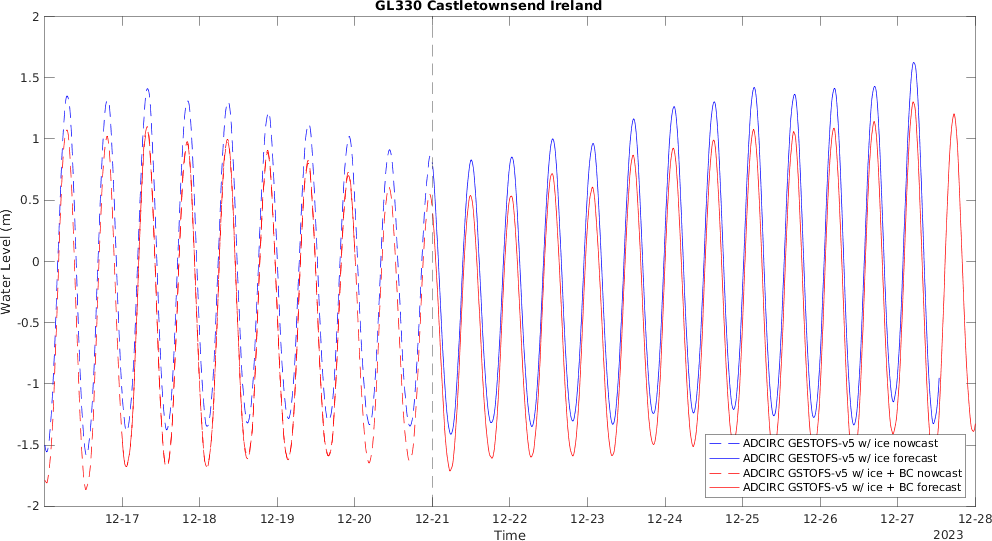 GL330 Castletownsend Ireland
2
1.5
1
0.5
0
-0.5
-1
-1.5
-2
Water Level (m)
ADCIRC GESTOFS-v5 w/ ice nowcast
ADCIRC GESTOFS-v5 w/ ice forecast
ADCIRC GSTOFS-v5 w/ ice + BC nowcast
ADCIRC GSTOFS-v5 w/ ice + BC forecast
12-17 12-18 12-19 12-20 12-21 12-22 12-23 12-24 12-25 12-26 12-27 12-28
Time
2023